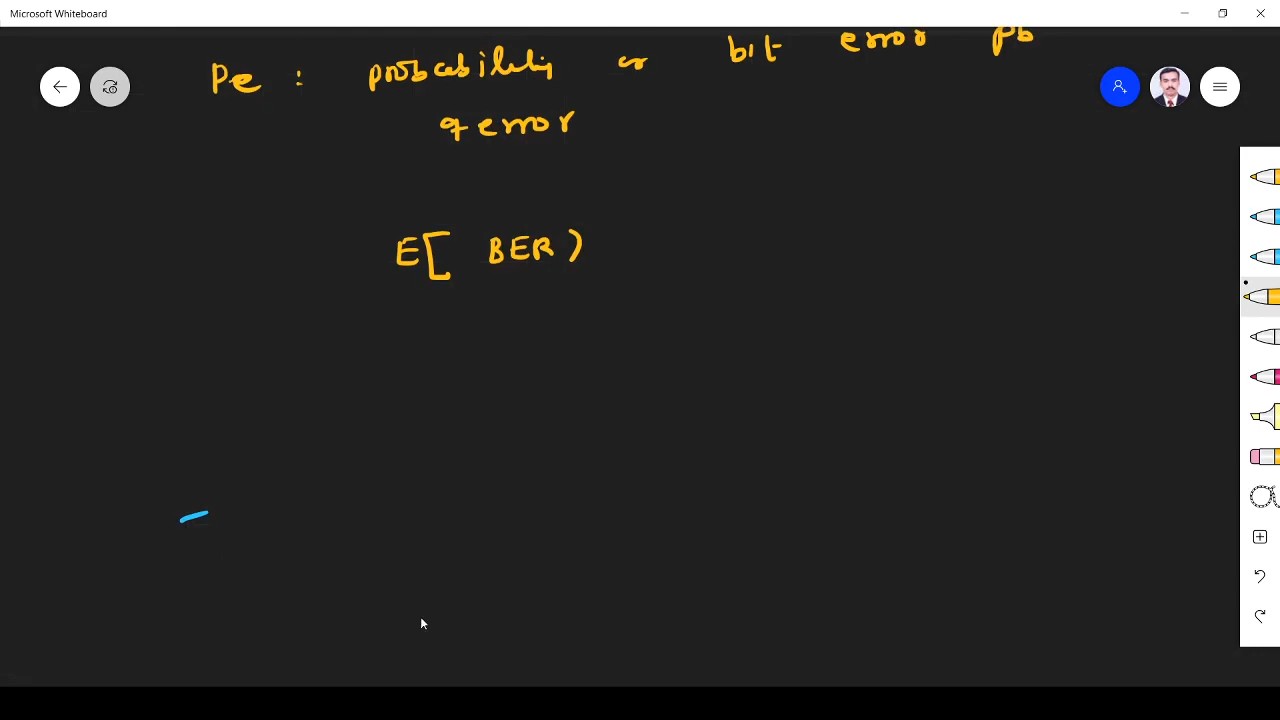 Microsoft Whiteboard
Pe : probability or bit error pb
of error
E[ BER )